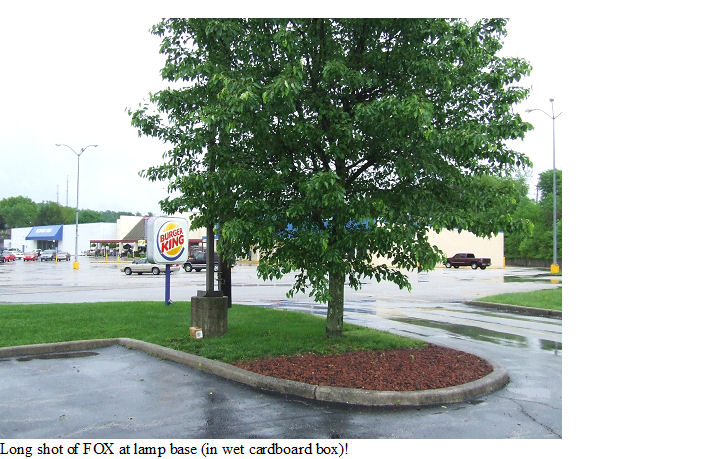 BURGER
KING
Long shot of FOX at lamp base (in wet cardboard box)!